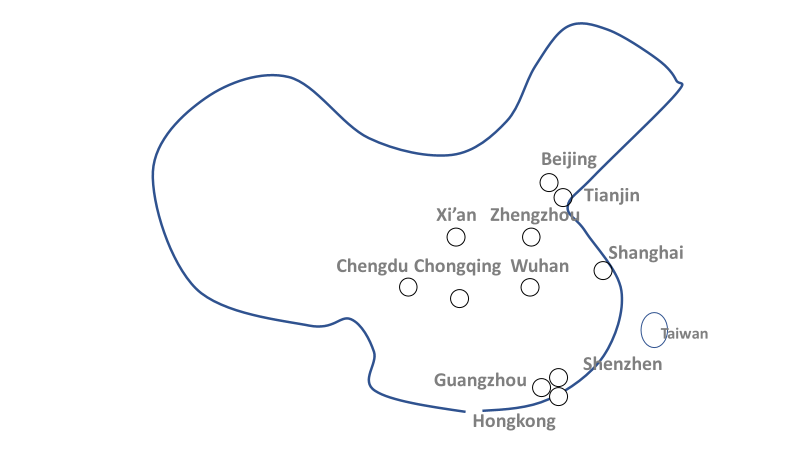 Beijing
Tianjin
Xi’an Zhengzhou
Shanghai
Chengdu Chongqing Wuhan
Taiwan
Shenzhen
Guangzhou
Hongkong